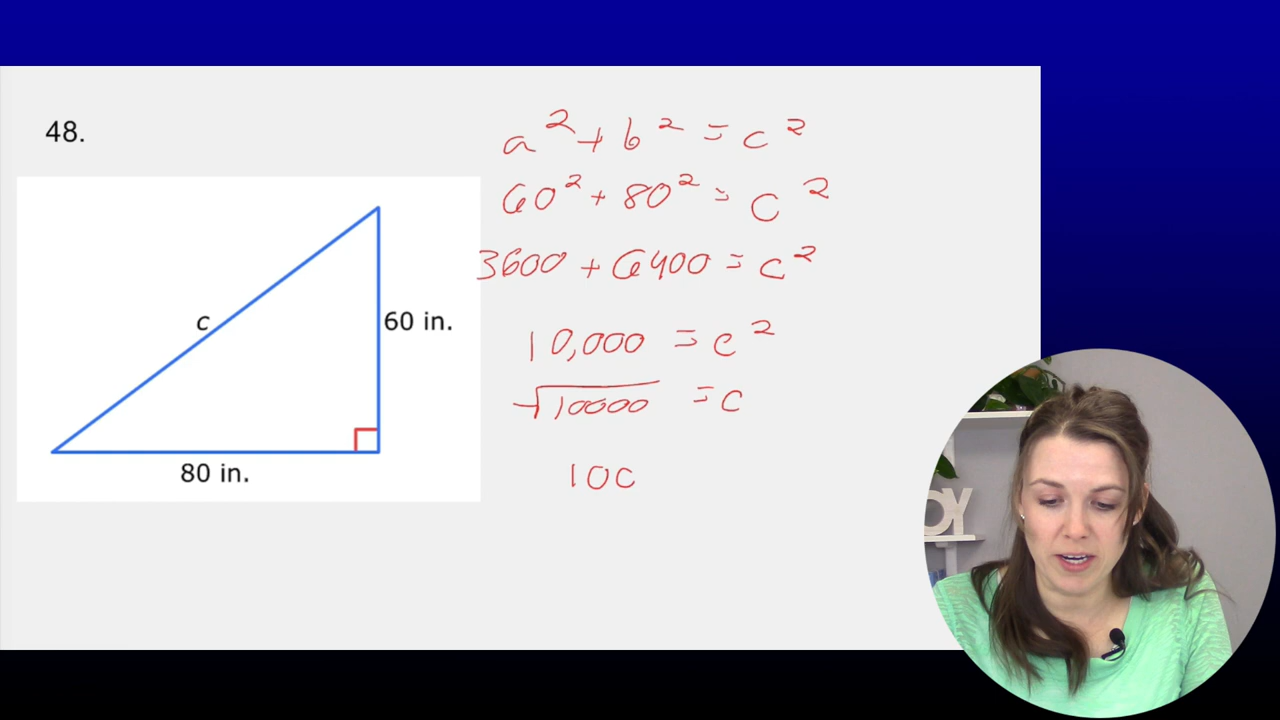 48.
a² + b² = c²
60² + 80² = c²
3600 + 6400 = c²
10,000 = c²
√10000 = c
100
c
60 in.
80 in.
OY